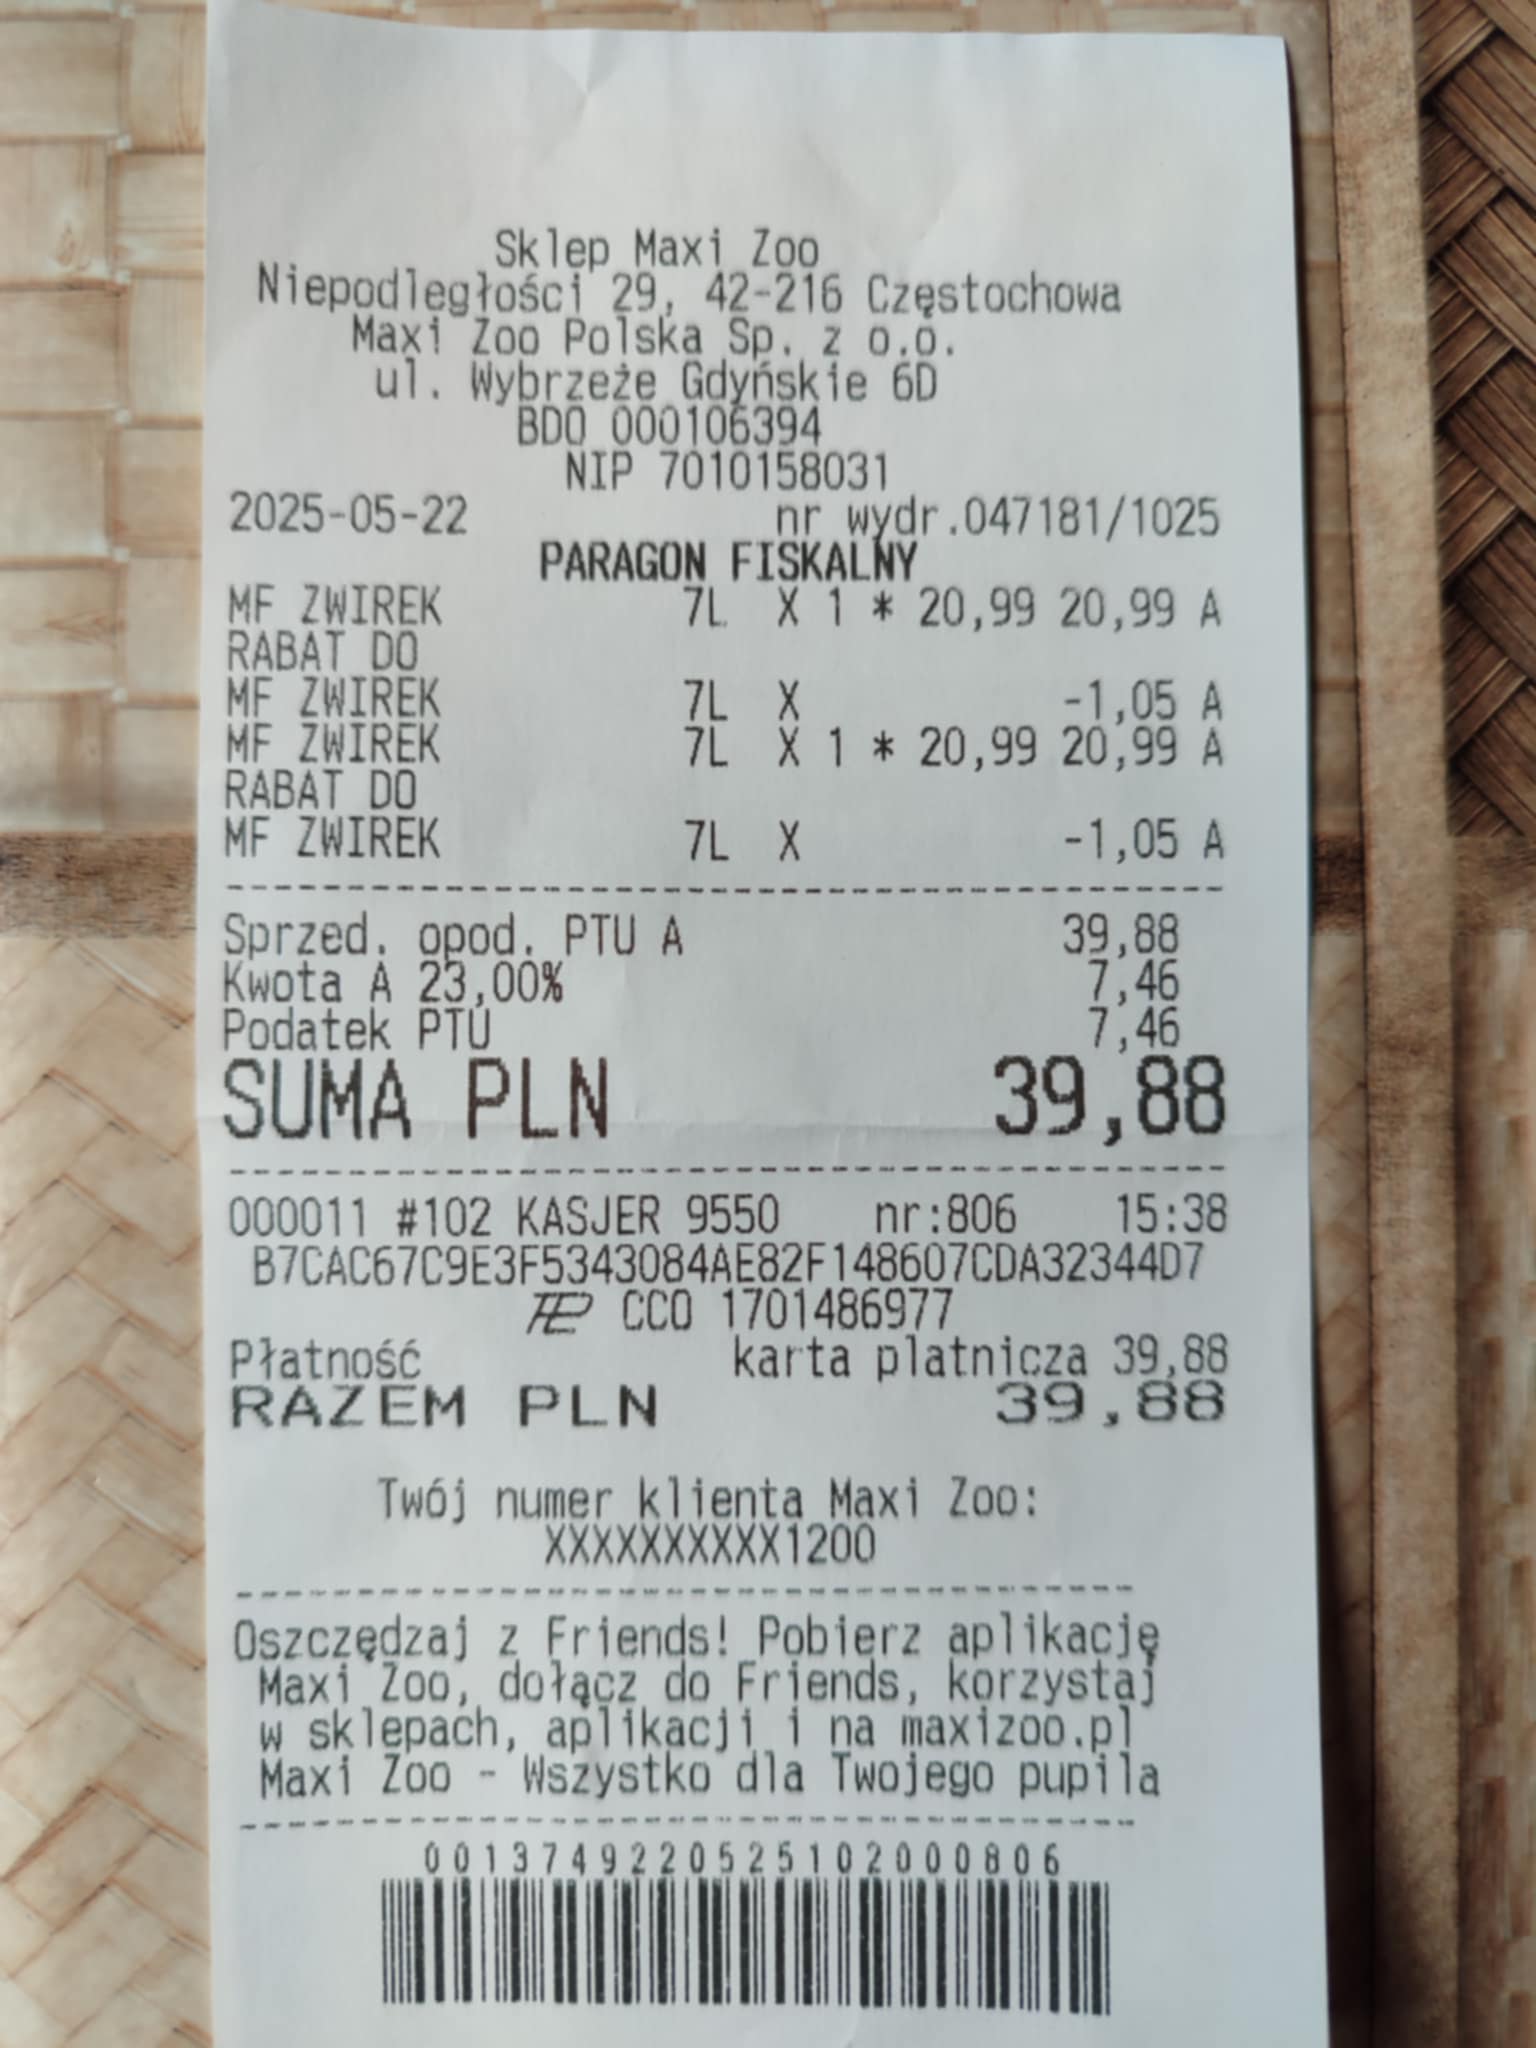 Sklep Maxi Zoo
Niepodległości 29, 42-216 Częstochowa
Maxi Zoo Polska Sp. z o.o.
ul. Wybrzeże Gdyńskie 6D
BDO 000106394
NIP 7010158031
2025-05-22 nr wydr.047181/1025
PARAGON FISKALNY
MF ZWIREK 7L X 1 * 20,99 20,99 A
RABAT DO
MF ZWIREK 7L X -1,05 A
MF ZWIREK 7L X 1 * 20,99 20,99 A
RABAT DO
MF ZWIREK 7L X -1,05 A
Sprzed. opod. PTU A 39,88
Kwota A 23,00% 7,46
Podatek PTU 7,46
SUMA PLN 39,88
000011 #102 KASJER 9550 nr:806 15:38
B7CAC67C9E3F5343084AE82F148607CDA32344D7
CCO 1701486977
Płatność karta płatnicza 39,88
RAZEM PLN 39,88
Twój numer klienta Maxi Zoo:
XXXXXXXXXX1200
Oszczędzaj z Friends! Pobierz aplikację
Maxi Zoo, dołącz do Friends, korzystaj
w sklepach, aplikacji i na maxizoo.pl
Maxi Zoo - Wszystko dla Twojego pupila
0013749220525102000806